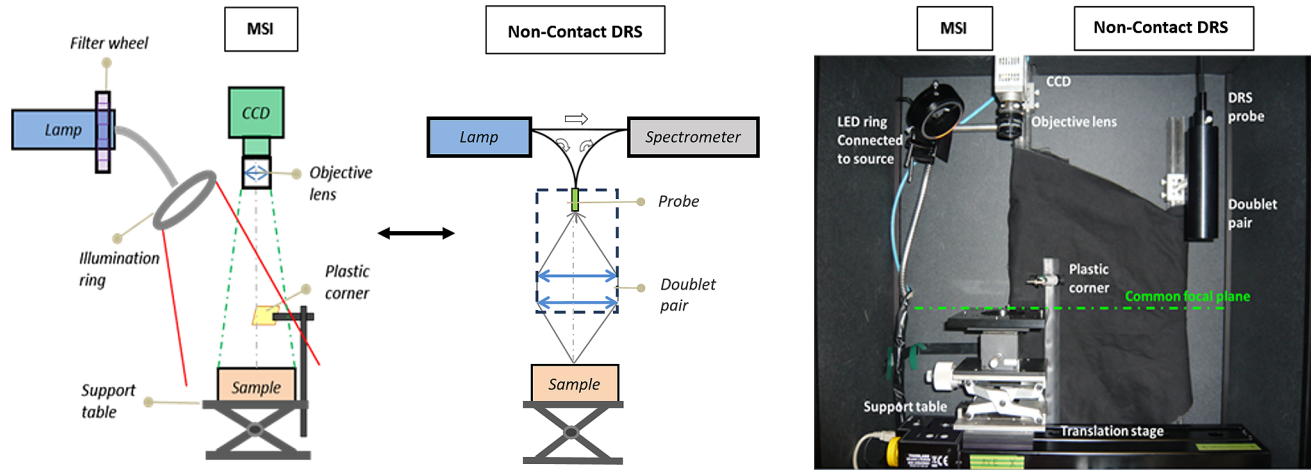 MSI
Filter wheel
Lamp
CCD
Objective
lens
Illumination
ring
Plastic
corner
Support
table
Sample
Non-Contact DRS
Lamp
Spectrometer
Probe
Doublet
pair
Sample
MSI
Non-Contact DRS
CCD
LED ring
Connected
to source
Objective lens
DRS
probe
Doublet
pair
Plastic
corner
Common focal plane
Support table
Translation stage